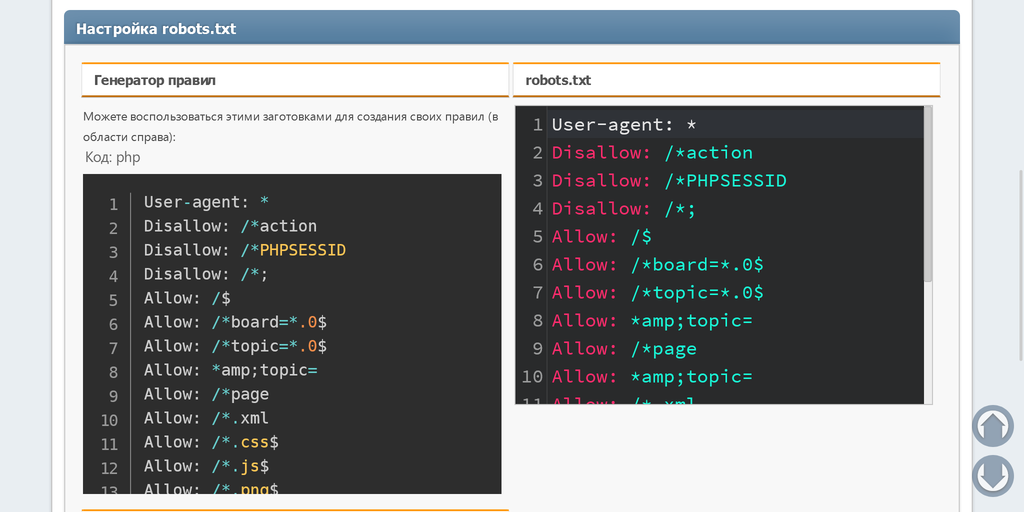 Настройка robots.txt
Генератор правил
Можете воспользоваться этими заготовками для создания своих правил (в
области справа):
Код: php
1 User-agent: *
2 Disallow: /*action
3 Disallow: /*PHPSESSID
4 Disallow: /*;
5 Allow: /$
6 Allow: /*board=*.0$
7 Allow: /*topic=*.0$
8 Allow: *amp;topic=
9 Allow: /*page
10 Allow: /*.xml
11 Allow: /*.css$
12 Allow: /*.js$
13 Allow: /*.png$
robots.txt
1 User-agent: *
2 Disallow: /*action
3 Disallow: /*PHPSESSID
4 Disallow: /*;
5 Allow: /$
6 Allow: /*board=*.0$
7 Allow: /*topic=*.0$
8 Allow: *amp;topic=
9 Allow: /*page
10 Allow: *amp;topic=
11 Allow: /*.xml